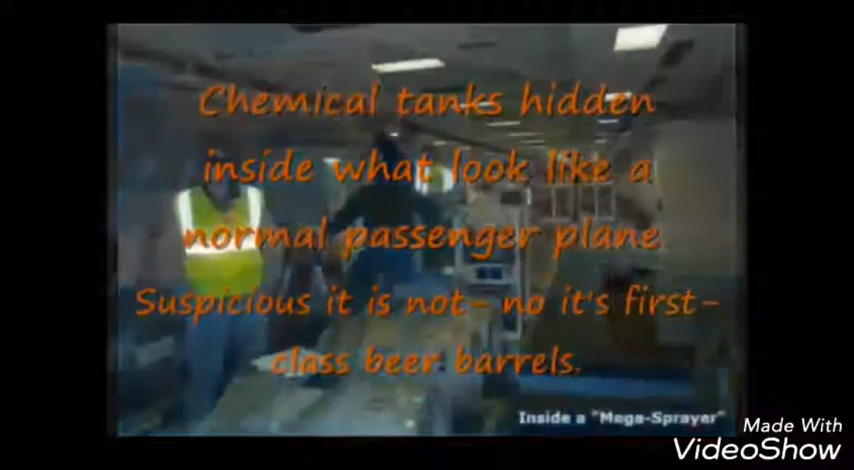 Chemical tanks hidden
inside what look like a
normal passenger plane.
Suspicious it is not- no it's first-
class beer barrels.
Inside a "Mega-Sprayer"
Made With
VideoShow